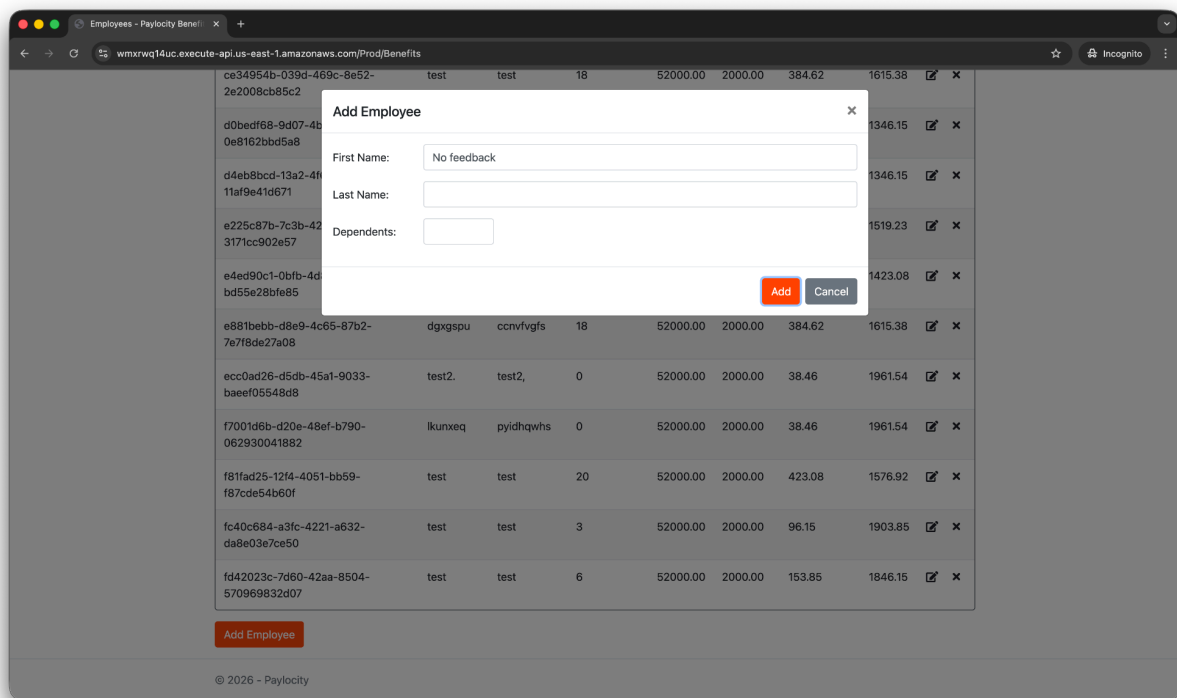 Employees - Paylocity Benefi
wmxrwq14uc.execute-api.us-east-1.amazonaws.com/Prod/Benefits
Incognito
ce34954b-039d-469c-8e52- test test 18 52000.00 2000.00 384.62 1615.38
2e2008cb85c2
Add Employee
d0bedf68-9d07-4b 1346.15
0e8162bbd5a8
First Name: No feedback
d4eb8bcd-13a2-4f 1346.15
11af9e41d671
Last Name:
e225c87b-7c3b-42 1519.23
3171cc902e57
Dependents:
e4ed90c1-0bfb-4d 1423.08
bd55e28bfe85
Add Cancel
e881bebb-d8e9-4c65-87b2- dgxgspu ccnvfvgfs 18 52000.00 2000.00 384.62 1615.38
7e7f8de27a08
ecc0ad26-d5db-45a1-9033- test2. test2, 0 52000.00 2000.00 38.46 1961.54
baeef05548d8
f7001d6b-d20e-48ef-b790- lkunxeq pyidhqwhs 0 52000.00 2000.00 38.46 1961.54
062930041882
f81fad25-12f4-4051-bb59- test test 20 52000.00 2000.00 423.08 1576.92
f87cde54b60f
fc40c684-a3fc-4221-a632- test test 3 52000.00 2000.00 96.15 1903.85
da8e03e7ce50
fd42023c-7d60-42aa-8504- test test 6 52000.00 2000.00 153.85 1846.15
570969832d07
Add Employee
© 2026 - Paylocity